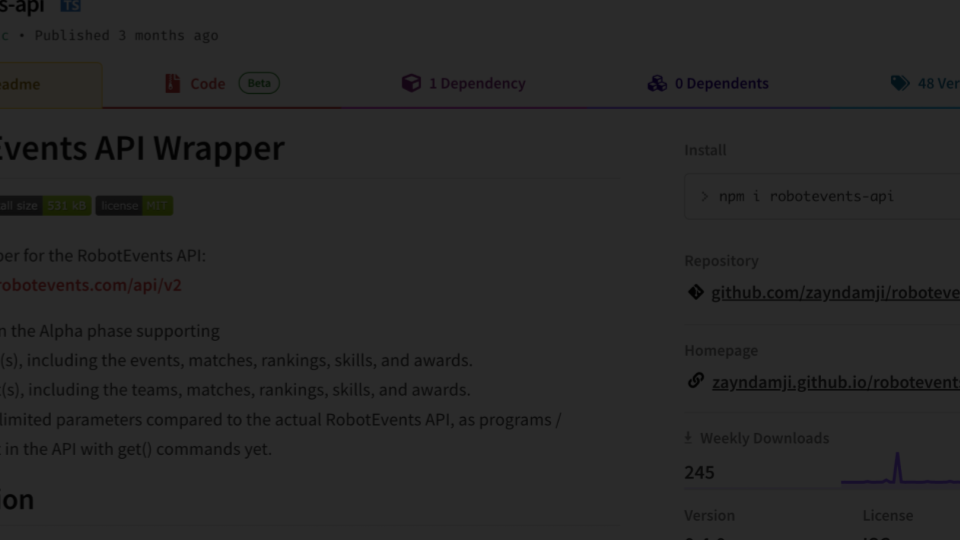 s-api TS
c • Published 3 months ago
eadme
Code Beta
1 Dependency
0 Dependents
48 Ver
Events API Wrapper
all size 531 kB license MIT
per for the RobotEvents API:
robotevents.com/api/v2
n the Alpha phase supporting
(s), including the events, matches, rankings, skills, and awards.
(s), including the teams, matches, rankings, skills, and awards.
limited parameters compared to the actual RobotEvents API, as programs /
t in the API with get() commands yet.
ion
Install
> npm i robotevents-api
Repository
github.com/zayndamji/roboteve
Homepage
zayndamji.github.io/robotevent
Weekly Downloads
245
Version
License